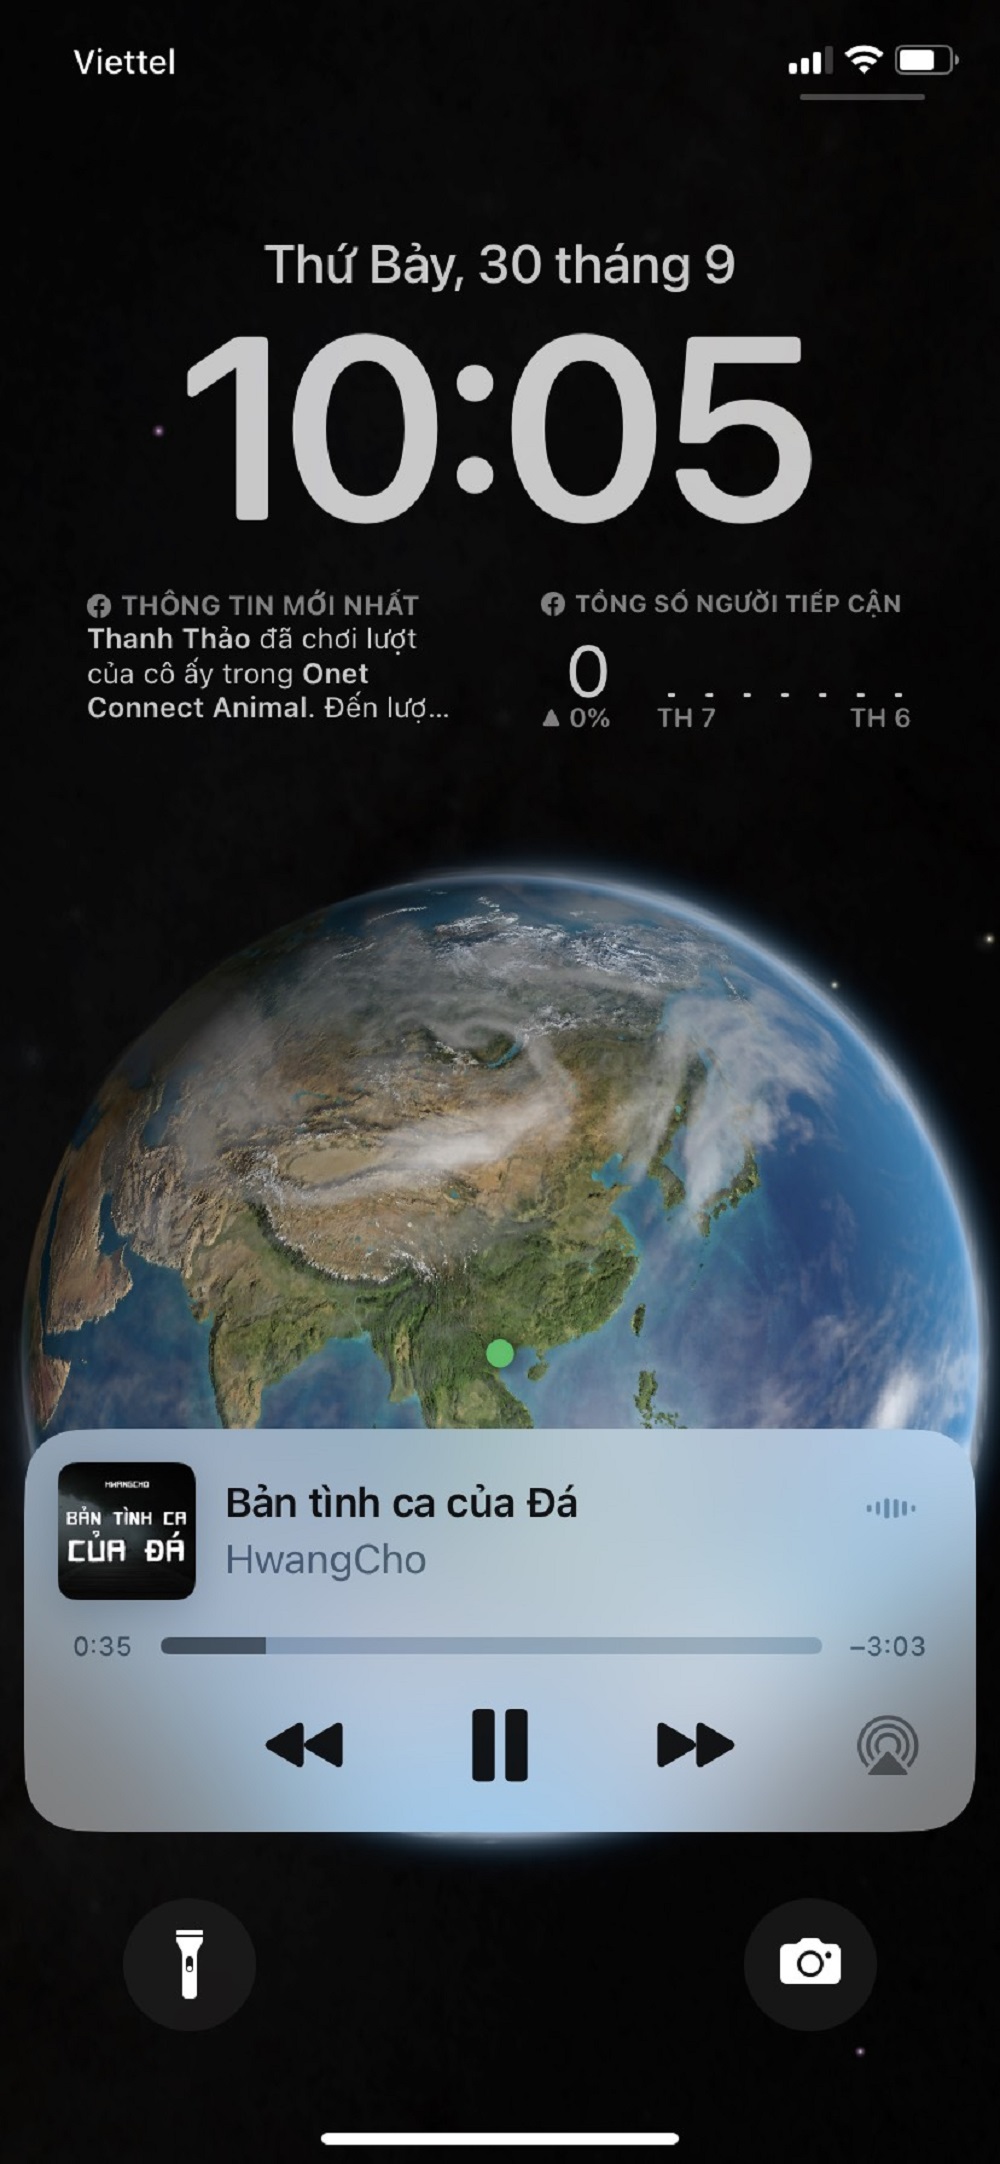 Viettel
Thứ Bảy, 30 tháng 9
10:05
THÔNG TIN MỚI NHẤT
Thanh Thảo đã chơi lượt
của cô ấy trong Onet
Connect Animal. Đến lượ...
TỔNG SỐ NGƯỜI TIẾP CẬN
0
▲ 0%
TH 7
TH 6
HWANGCHO
BẢN TÌNH CA
CỦA ĐÁ
Bản tình ca của Đá
HwangCho
0:35
–3:03